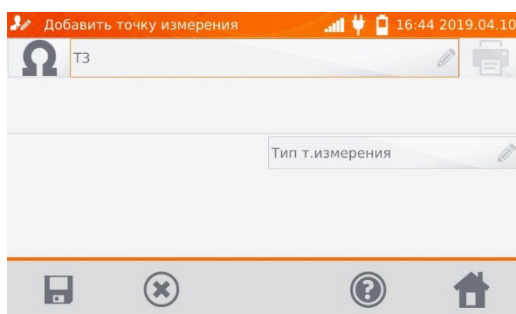 Добавить точку измерения 16:44 2019.04.10
Т3
Тип т.измерения